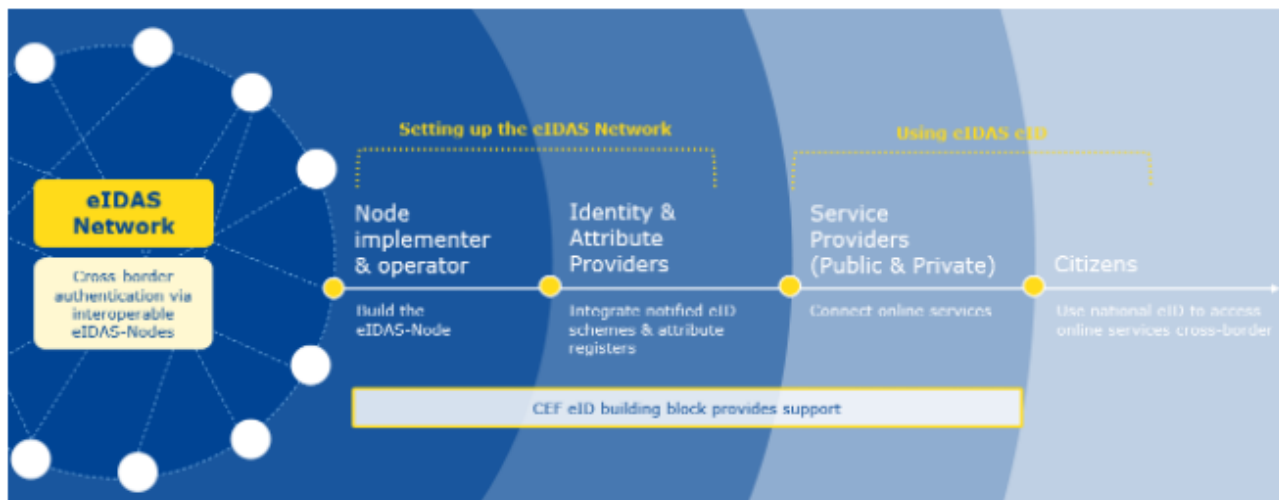 Setting up the eIDAS Network
Using eIDAS eID
eIDAS
Network
Cross border
authentication via
interoperable
eIDAS-Nodes
Node
implementer
& operator
Build the
eIDAS-Node
Identity &
Attribute
Providers
Integrate notified eID
schemes & attribute
registers
Service
Providers
(Public & Private)
Connect online services
Citizens
Use national eID to access
online services cross-border
CEF eID building block provides support